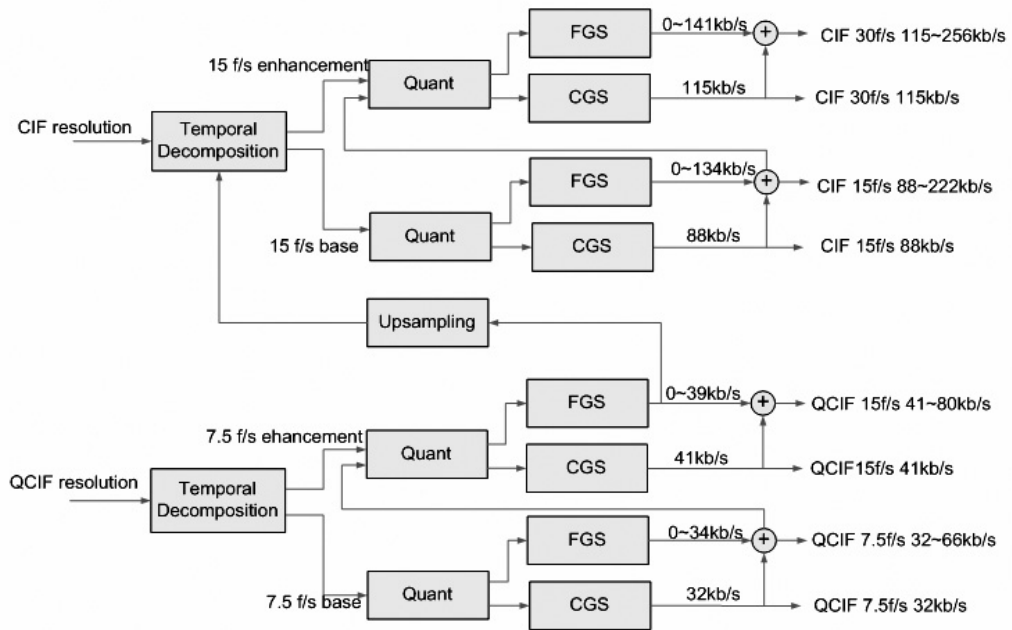 FGS
0~141kb/s
CIF 30f/s 115~256kb/s
15 f/s enhancement
Quant
CGS
115kb/s
CIF 30f/s 115kb/s
CIF resolution
Temporal
Decomposition
FGS
0~134kb/s
CIF 15f/s 88~222kb/s
15 f/s base
Quant
CGS
88kb/s
CIF 15f/s 88kb/s
Upsampling
FGS
0~39kb/s
QCIF 15f/s 41~80kb/s
7.5 f/s ehancement
Quant
CGS
41kb/s
QCIF15f/s 41kb/s
QCIF resolution
Temporal
Decomposition
FGS
0~34kb/s
QCIF 7.5f/s 32~66kb/s
7.5 f/s base
Quant
CGS
32kb/s
QCIF 7.5f/s 32kb/s